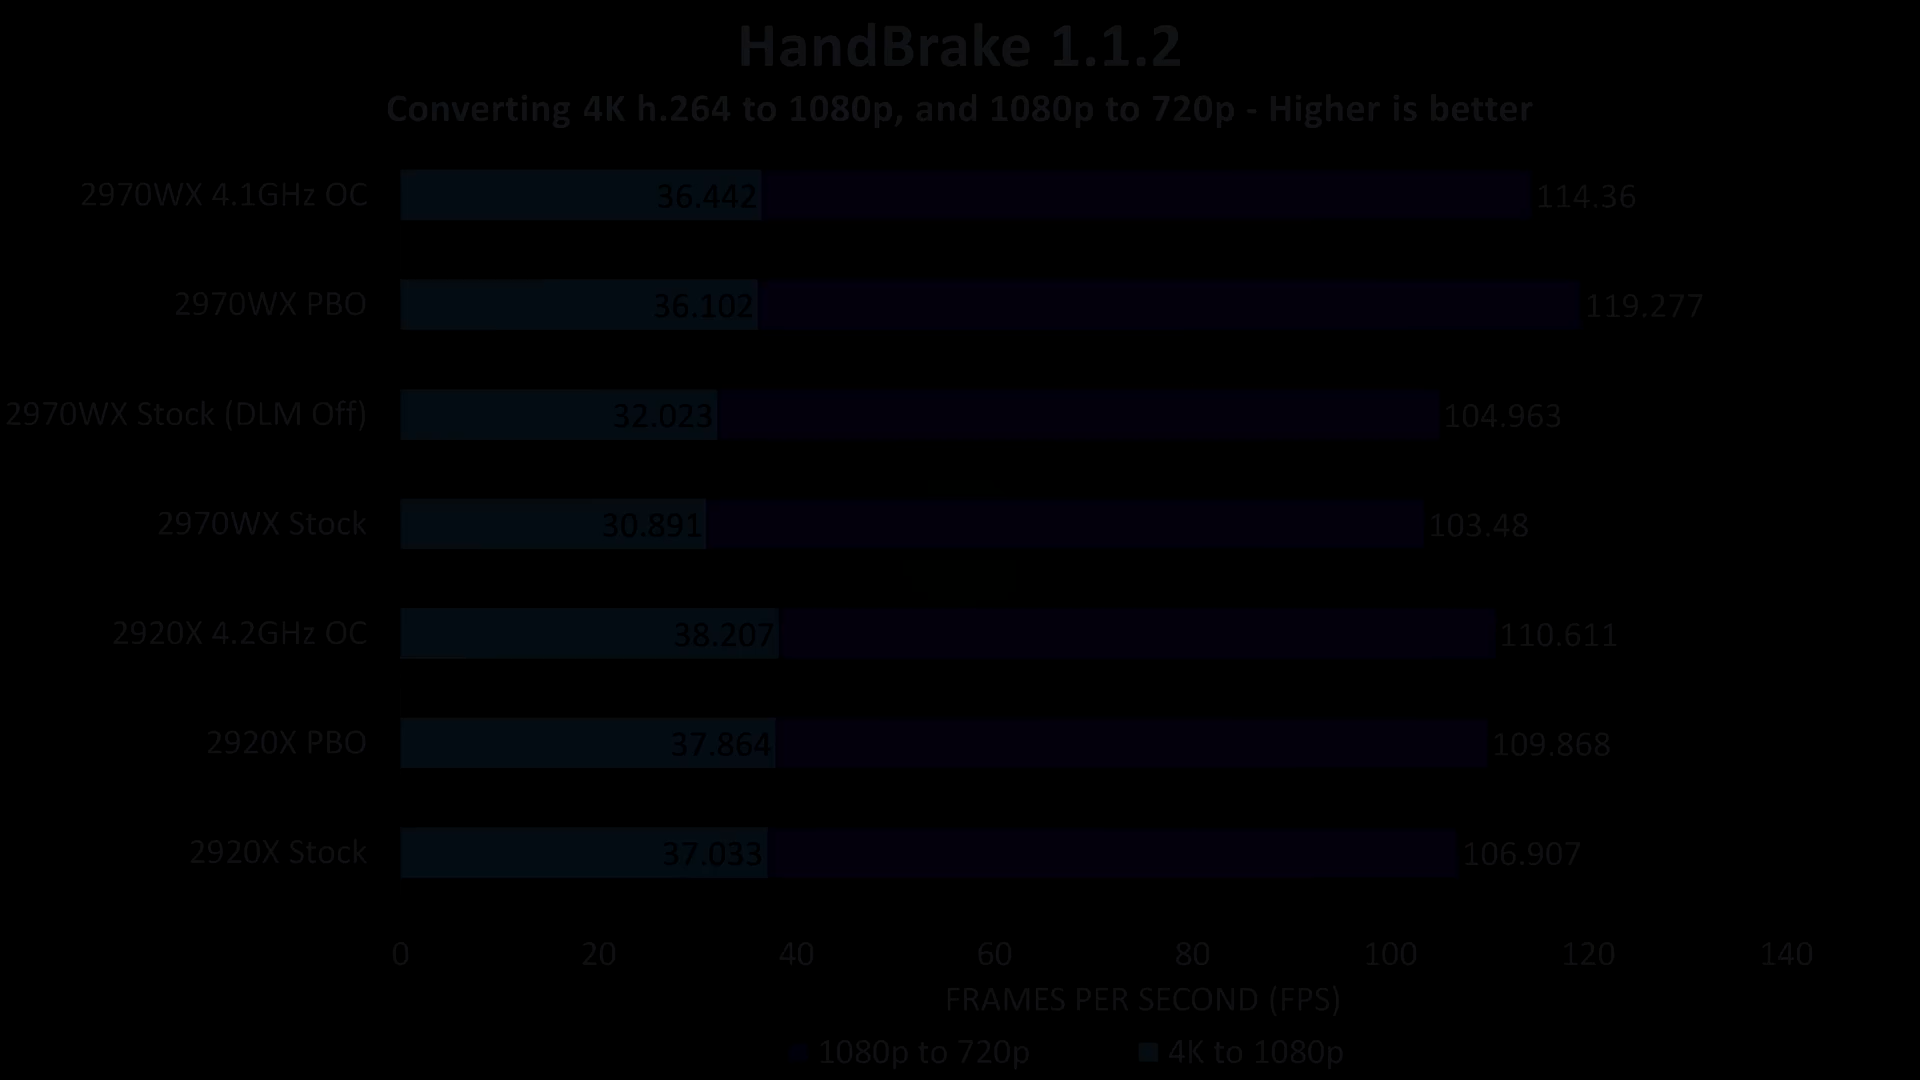 HandBrake 1.1.2
Converting 4K h.264 to 1080p, and 1080p to 720p - Higher is better
2970WX 4.1GHz OC 36.442 114.36
2970WX PBO 36.102 119.277
2970WX Stock (DLM Off) 32.023 104.963
2970WX Stock 30.891 103.48
2920X 4.2GHz OC 38.207 110.611
2920X PBO 37.864 109.868
2920X Stock 37.033 106.907
0 20 40 60 80 100 120 140
FRAMES PER SECOND (FPS)
1080p to 720p 4K to 1080p